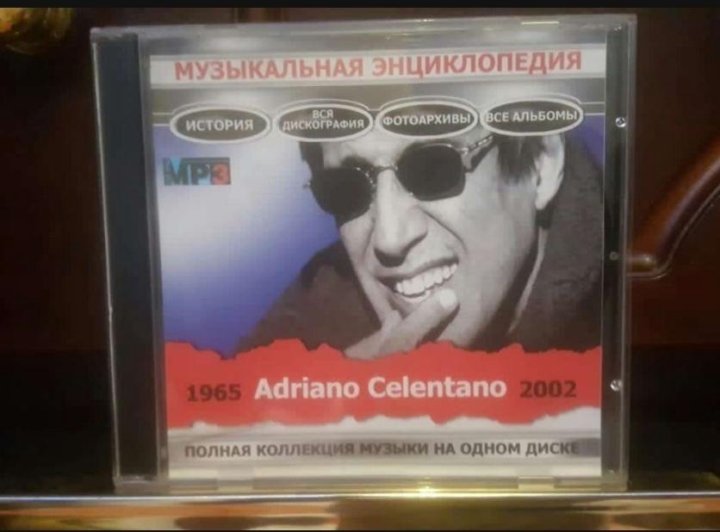 МУЗЫКАЛЬНАЯ ЭНЦИКЛОПЕДИЯ
ИСТОРИЯ
ВСЯ
ДИСКОГРАФИЯ
ФОТОАРХИВЫ
ВСЕ АЛЬБОМЫ
MP3
1965 Adriano Celentano 2002
ПОЛНАЯ КОЛЛЕКЦИЯ МУЗЫКИ НА ОДНОМ ДИСКЕ